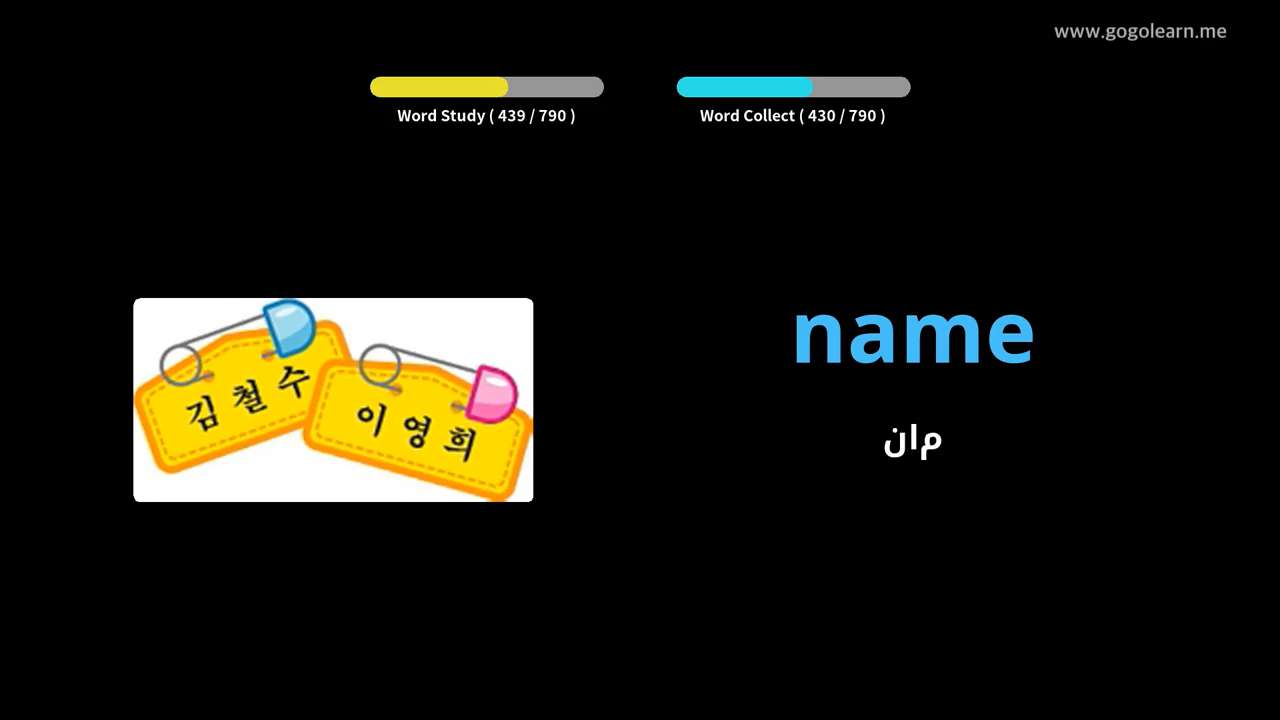 www.gogolearn.me
Word Study ( 439 / 790 )
Word Collect ( 430 / 790 )
김철수
이영희
name
مان